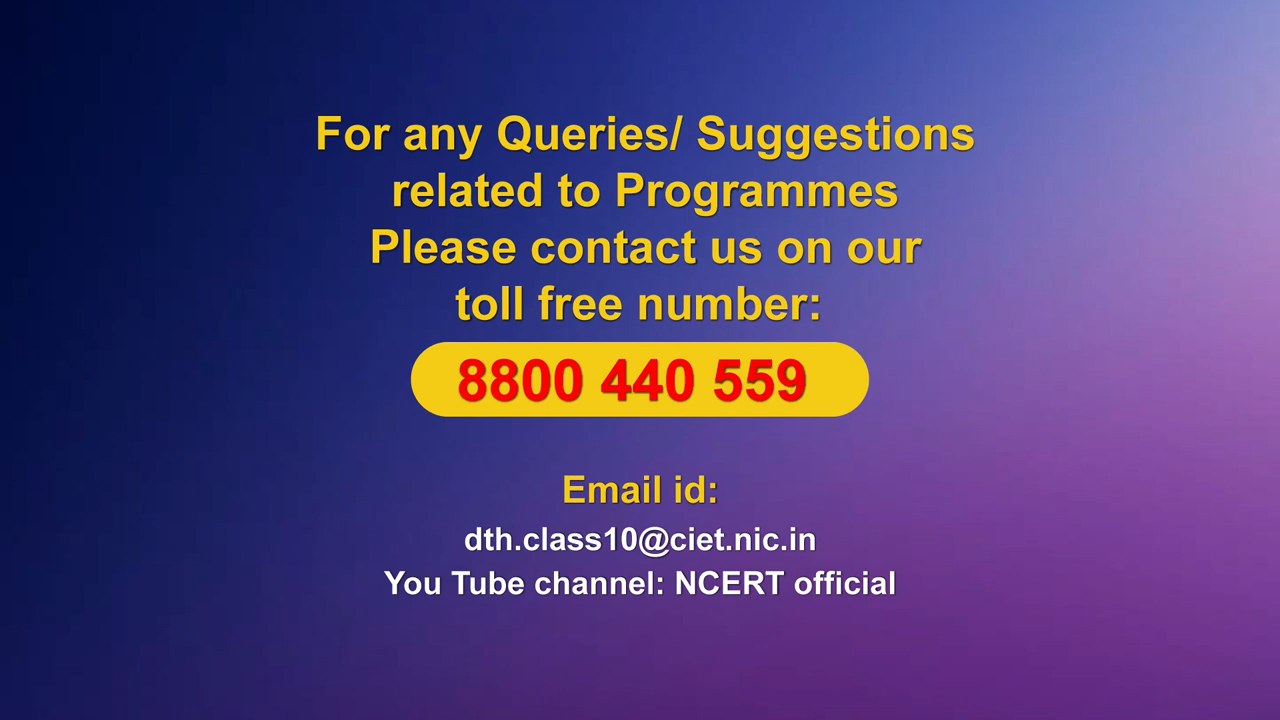 For any Queries/ Suggestions
related to Programmes
Please contact us on our
toll free number:
8800 440 559
Email id:
dth.class10@ciet.nic.in
You Tube channel: NCERT official